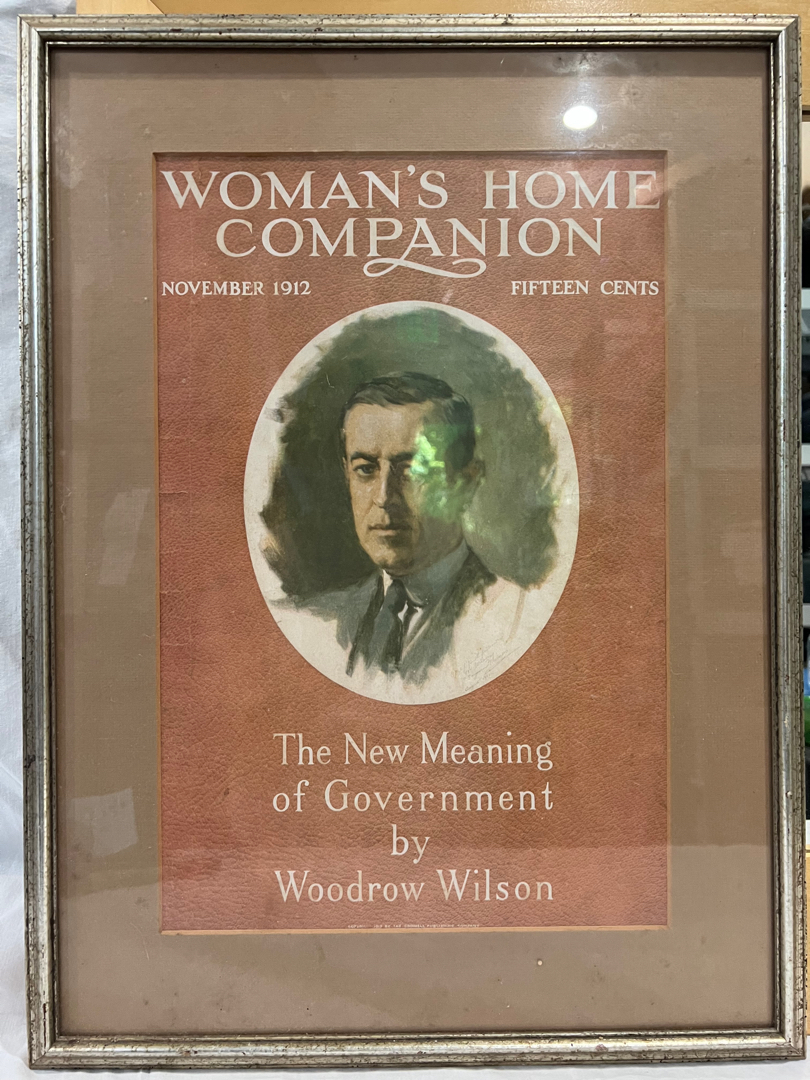 WOMAN'S HOME
COMPANION
NOVEMBER 1912
FIFTEEN CENTS
The New Meaning
of Government
by
Woodrow Wilson